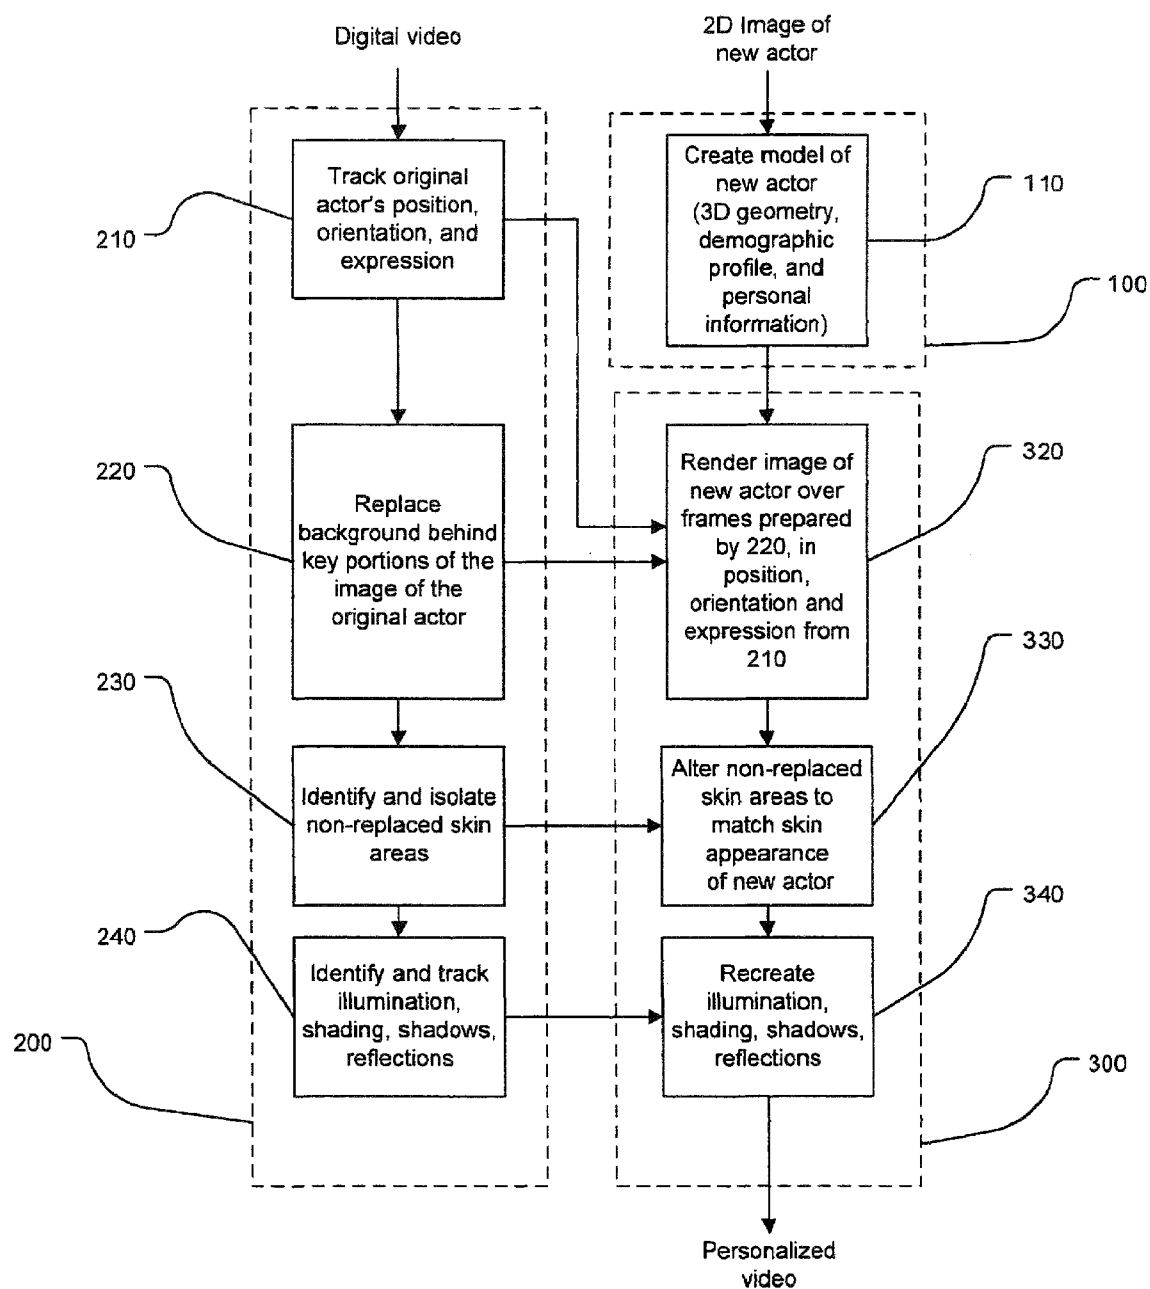 Digital video
2D Image of
new actor
Track original
actor's position,
orientation, and
expression
210
Create model of
new actor
(3D geometry,
demographic
profile, and
personal
information)
110
100
Replace
background behind
key portions of the
image of the
original actor
220
Render image of
new actor over
frames prepared
by 220, in
position,
orientation and
expression from
210
320
Identify and isolate
non-replaced skin
areas
230
Alter non-replaced
skin areas to
match skin
appearance
of new actor
330
Identify and track
illumination,
shading, shadows,
reflections
240
200
Recreate
illumination,
shading, shadows,
reflections
340
300
Personalized
video